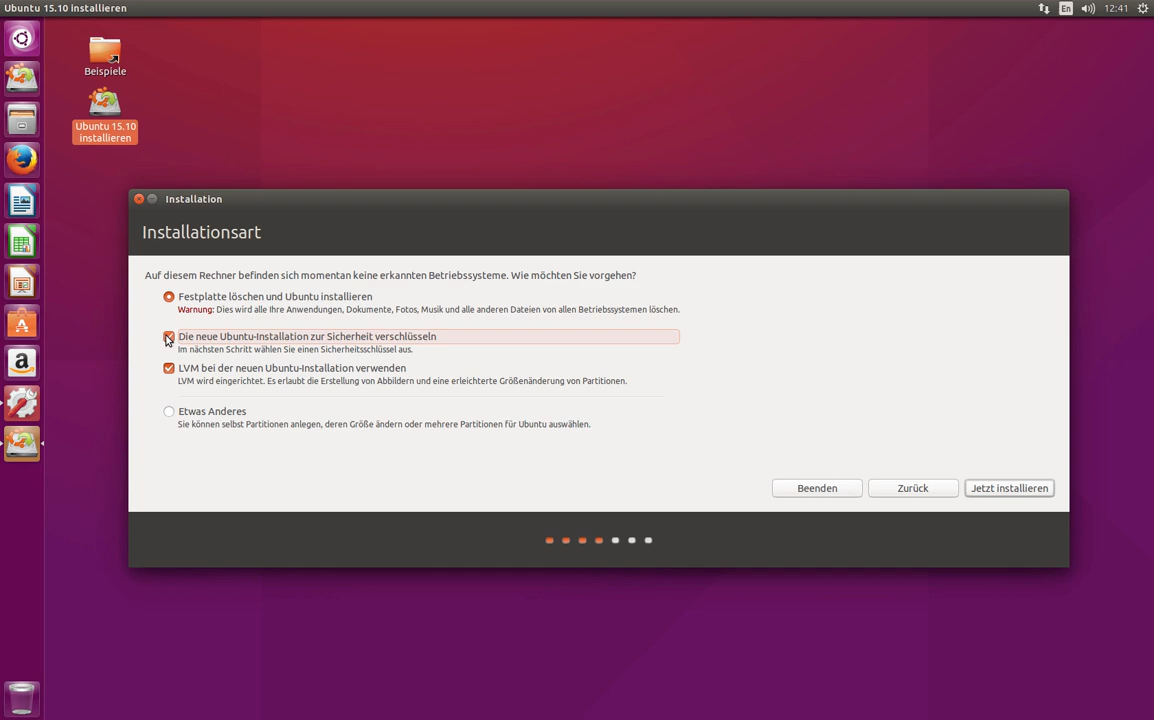 Ubuntu 15.10 installieren
En
12:41
Beispiele
Ubuntu 15.10
installieren
Installation
Installationsart
Auf diesem Rechner befinden sich momentan keine erkannten Betriebssysteme. Wie möchten Sie vorgehen?
Festplatte löschen und Ubuntu installieren
Warnung: Dies wird alle Ihre Anwendungen, Dokumente, Fotos, Musik und alle anderen Dateien von allen Betriebssystemen löschen.
Die neue Ubuntu-Installation zur Sicherheit verschlüsseln
Im nächsten Schritt wählen Sie einen Sicherheitsschlüssel aus.
LVM bei der neuen Ubuntu-Installation verwenden
LVM wird eingerichtet. Es erlaubt die Erstellung von Abbildern und eine erleichterte Größenänderung von Partitionen.
Etwas Anderes
Sie können selbst Partitionen anlegen, deren Größe ändern oder mehrere Partitionen für Ubuntu auswählen.
Beenden
Zurück
Jetzt installieren